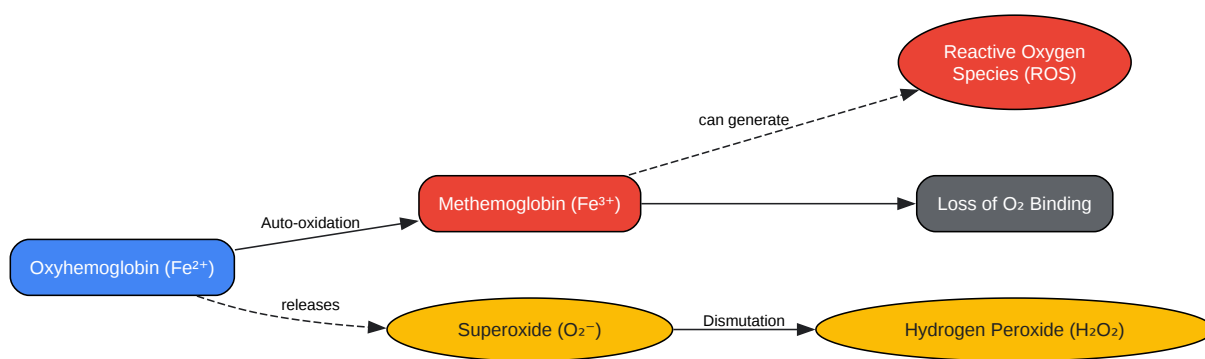 Reactive Oxygen
Species (ROS)
can generate
Methemoglobin (Fe³⁺)
Loss of O₂ Binding
Auto-oxidation
Oxyhemoglobin (Fe²⁺)
releases
Superoxide (O₂⁻)
Dismutation
Hydrogen Peroxide (H₂O₂)